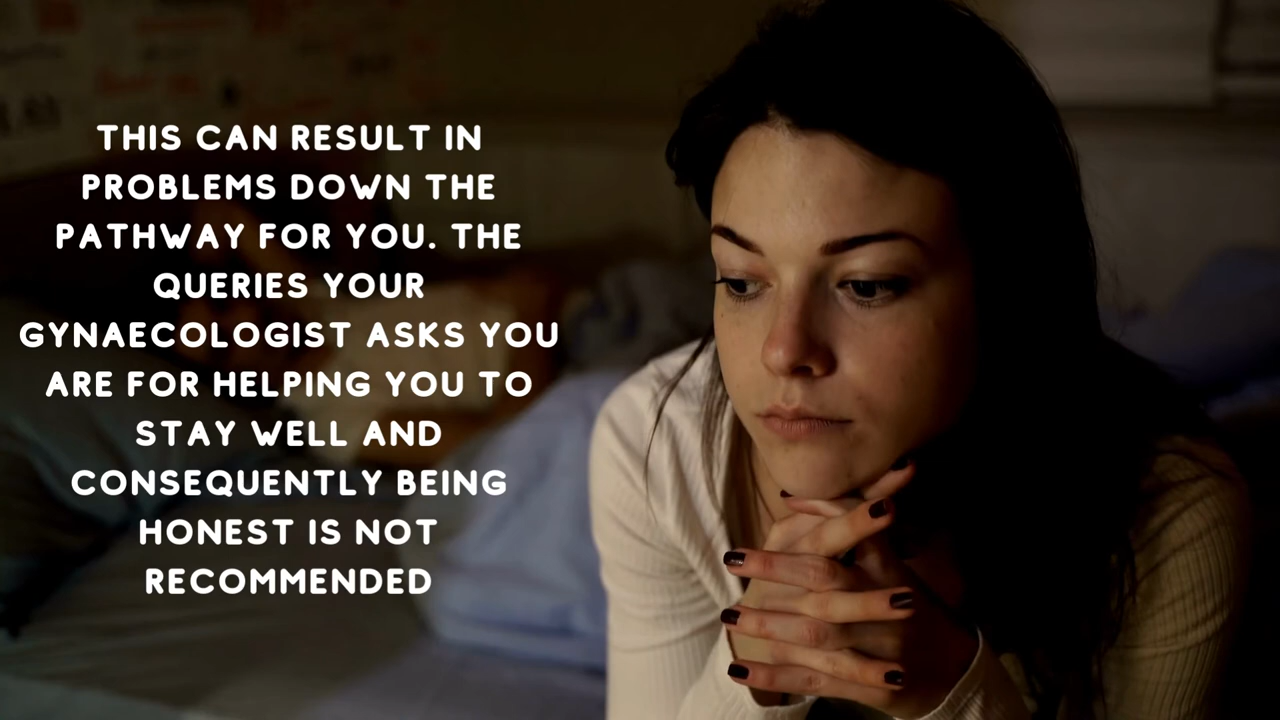 THIS CAN RESULT IN
PROBLEMS DOWN THE
PATHWAY FOR YOU. THE
QUERIES YOUR
GYNAECOLOGIST ASKS YOU
ARE FOR HELPING YOU TO
STAY WELL AND
CONSEQUENTLY BEING
HONEST IS NOT
RECOMMENDED